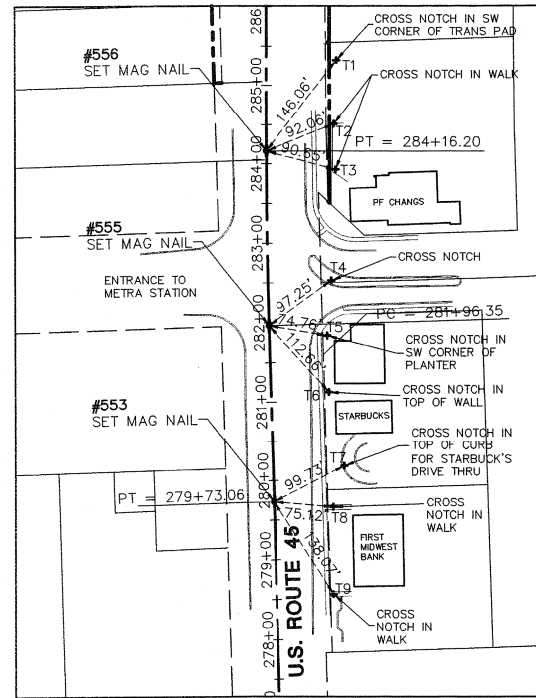 286
CROSS NOTCH IN SW
CORNER OF TRANS PAD
#556
SET MAG NAIL
T1
CROSS NOTCH IN WALK
285+00
146.06'
92.06'
T2
PT = 284+16.20
90.65'
T3
284+00
PF CHANGS
#555
SET MAG NAIL
283+00
CROSS NOTCH
T4
ENTRANCE TO
METRA STATION
97.25'
PC = 281+96.35
282+00
74.76'
T5
CROSS NOTCH IN
SW CORNER OF
PLANTER
112.66'
T6
CROSS NOTCH IN
TOP OF WALL
281+00
#553
SET MAG NAIL
STARBUCKS
CROSS NOTCH IN
TOP OF CURB
FOR STARBUCK'S
DRIVE THRU
T7
99.73'
280+00
PT = 279+73.06
75.12'
T8
CROSS
NOTCH IN
WALK
138.07'
FIRST
MIDWEST
BANK
279+00
T9
CROSS
NOTCH IN
WALK
278+00
U.S. ROUTE 45